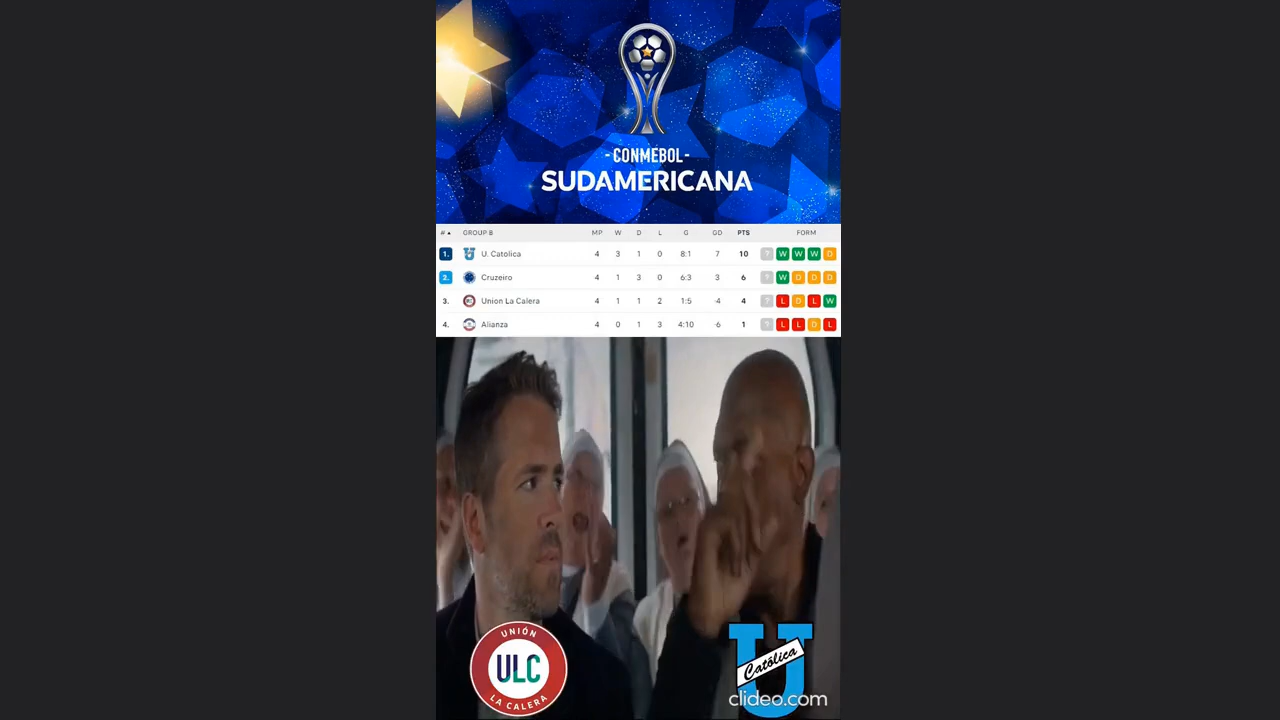 - CONMEBOL -
SUDAMERICANA
# GROUP B MP W D L G GD PTS FORM
1. U. Catolica 4 3 1 0 8:1 7 10 ? W W W D
2. Cruzeiro 4 1 3 0 6:3 3 6 ? W D D D
3. Union La Calera 4 1 1 2 1:5 -4 4 ? L D L W
4. Alianza 4 0 1 3 4:10 -6 1 ? L L D L
UNIÓN
ULC
LA CALERA
U
Católica
clideo.com